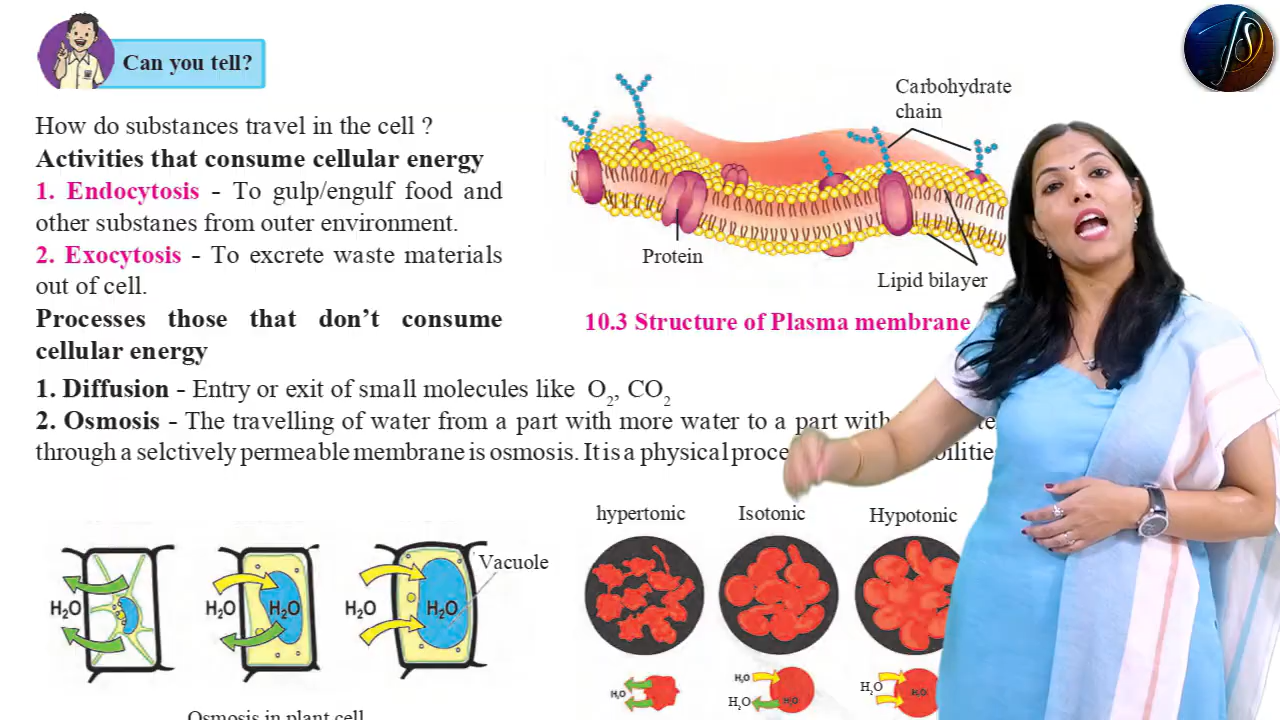 Can you tell?
How do substances travel in the cell ?
Activities that consume cellular energy
1. Endocytosis - To gulp/engulf food and
other substanes from outer environment.
2. Exocytosis - To excrete waste materials
out of cell.
Processes those that don't consume
cellular energy
Carbohydrate
chain
Protein
Lipid bilayer
10.3 Structure of Plasma membrane
1. Diffusion - Entry or exit of small molecules like O2, CO2
2. Osmosis - The travelling of water from a part with more water to a part with
through a selctively permeable membrane is osmosis. It is a physical
hypertonic Isotonic Hypotonic
Vacuole
H2O H2O H2O H2O H2O
H2O H2O H2O H2O H2O H2O
Osmosis in plant cell